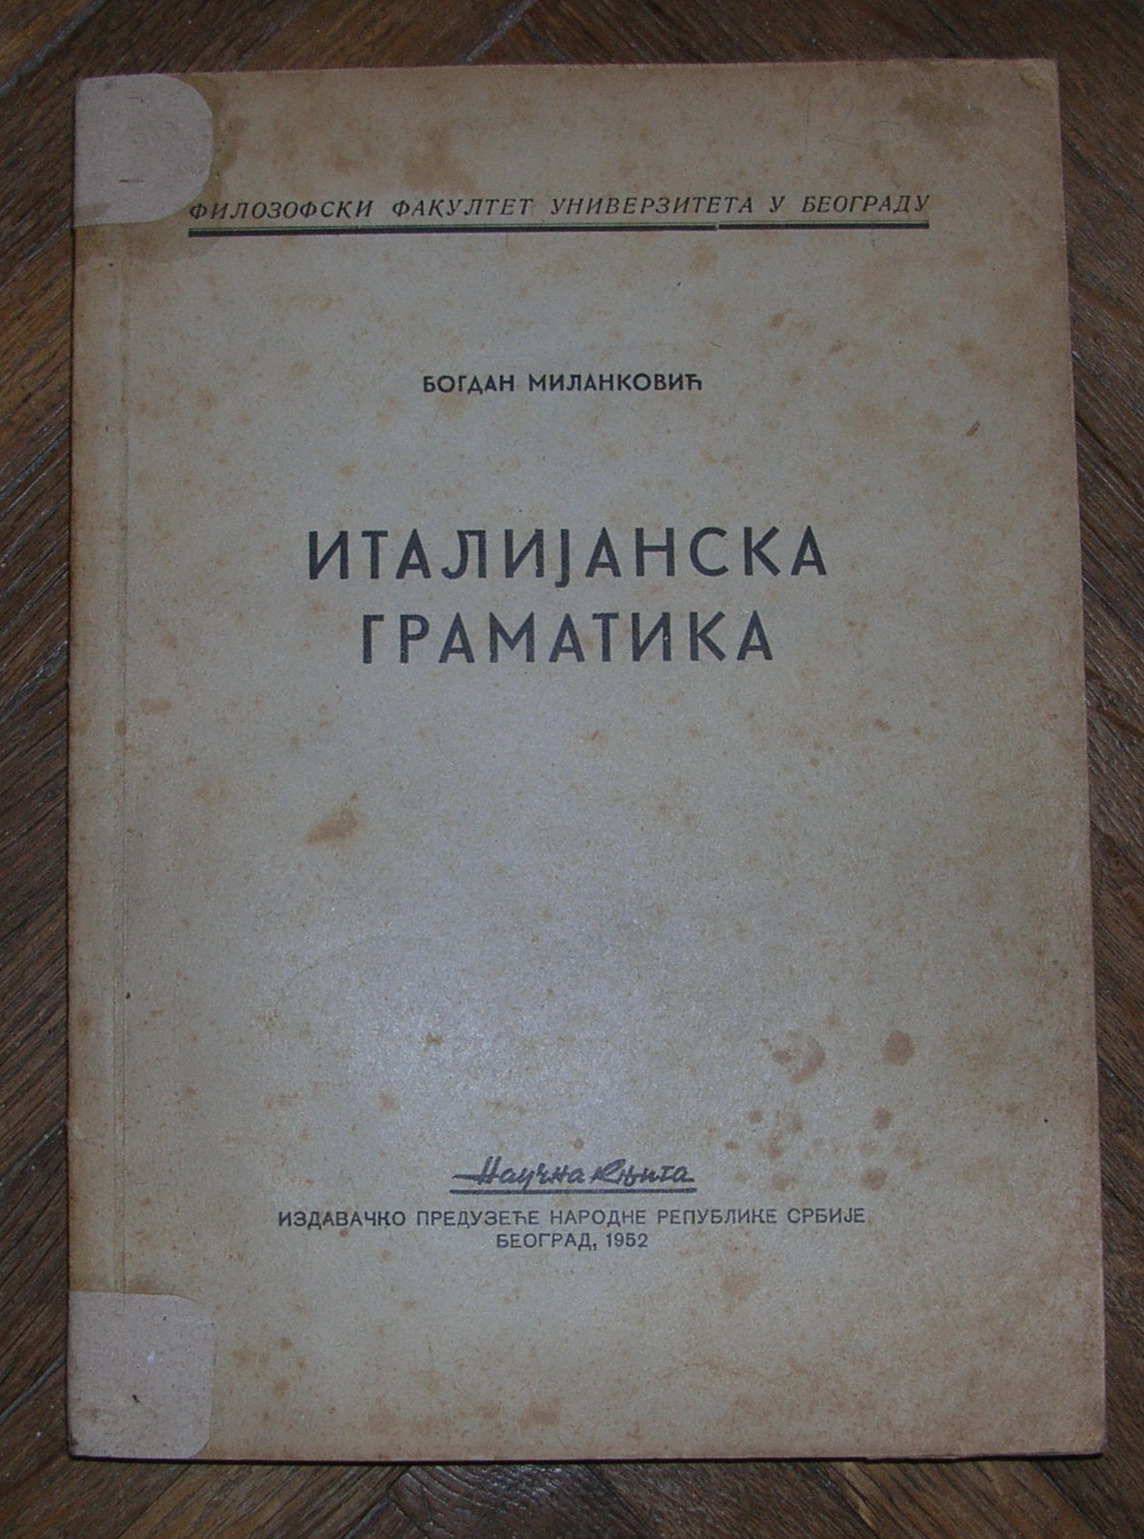 ФИЛОЗОФСКИ ФАКУЛТЕТ УНИВЕРЗИТЕТА У БЕОГРАДУ
БОГДАН МИЛАНКОВИЋ
ИТАЛИЈАНСКА
ГРАМАТИКА
Научна књига
ИЗДАВАЧКО ПРЕДУЗЕЋЕ НАРОДНЕ РЕПУБЛИКЕ СРБИЈЕ
БЕОГРАД, 1952